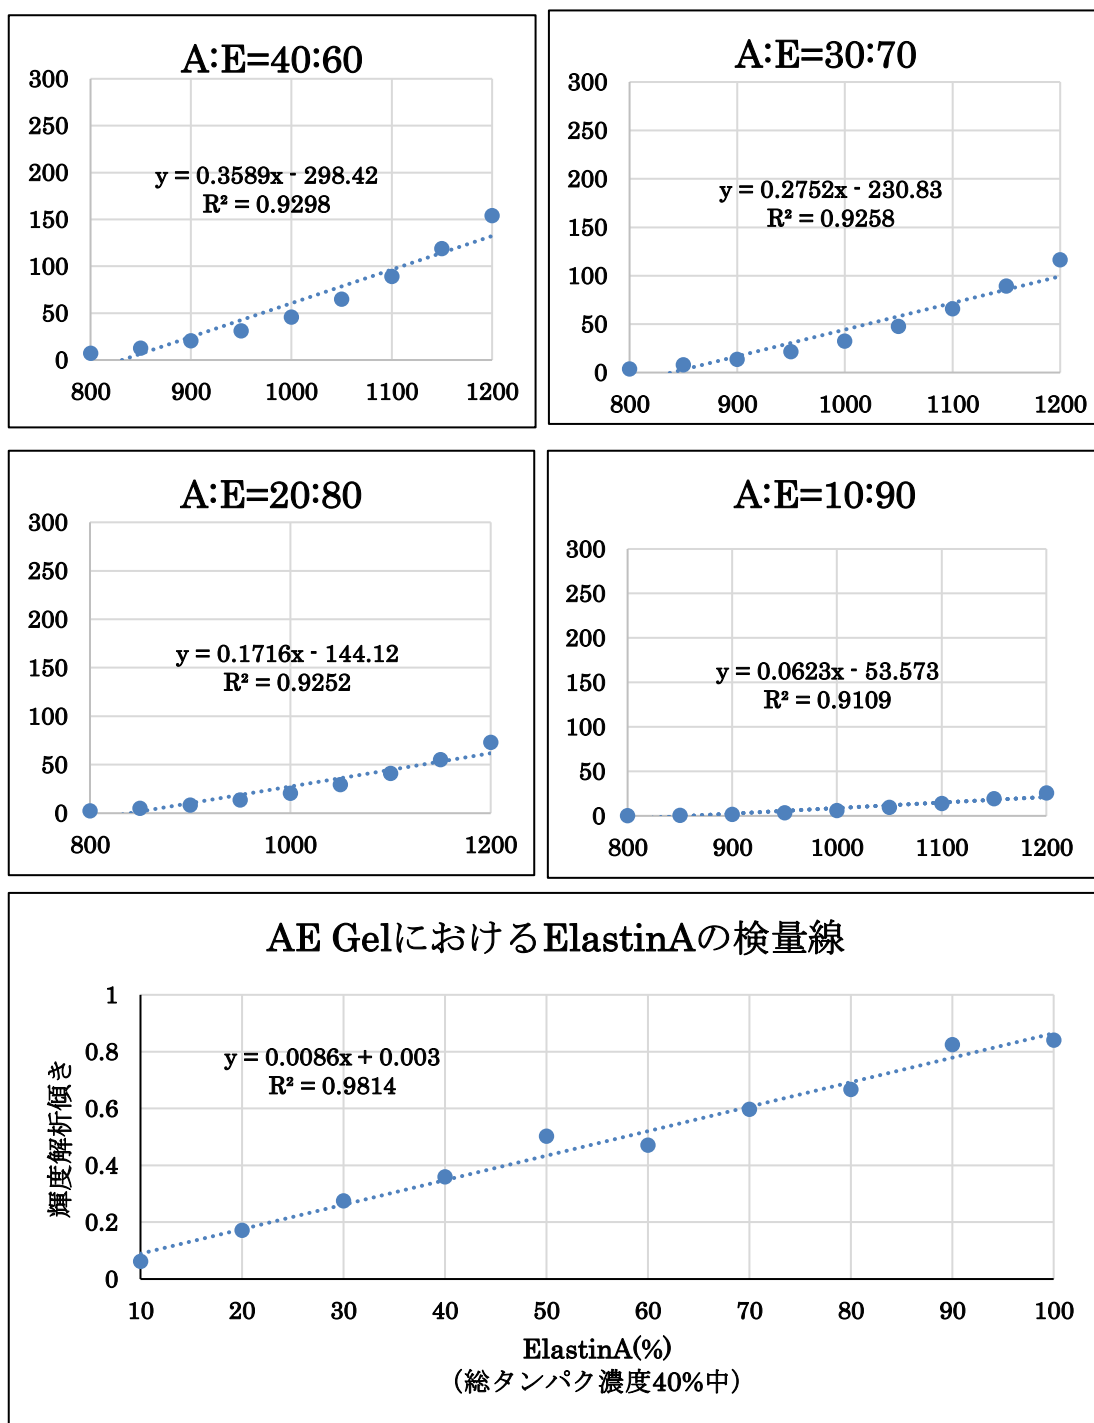 A:E=40:60
300
250
200
150
100
50
0
y = 0.3589x - 298.42
R² = 0.9298
800 900 1000 1100 1200
A:E=30:70
300
250
200
150
100
50
0
y = 0.2752x - 230.83
R² = 0.9258
800 900 1000 1100 1200
A:E=20:80
300
250
200
150
100
50
0
y = 0.1716x - 144.12
R² = 0.9252
800 1000 1200
A:E=10:90
300
250
200
150
100
50
0
y = 0.0623x - 53.573
R² = 0.9109
800 900 1000 1100 1200
AE GelにおけるElastinAの検量線
輝度解析傾き
1
0.8
0.6
0.4
0.2
0
y = 0.0086x + 0.003
R² = 0.9814
10 20 30 40 50 60 70 80 90 100
ElastinA(%)
（総タンパク濃度40%中）